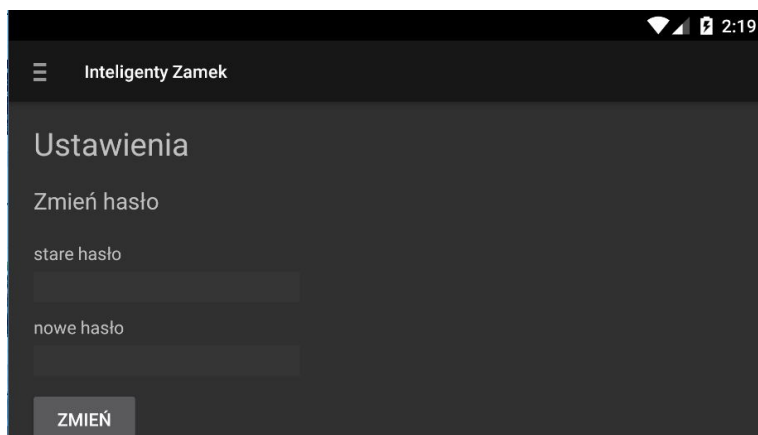 2:19
Inteligenty Zamek
Ustawienia
Zmień hasło
stare hasło
nowe hasło
ZMIEŃ